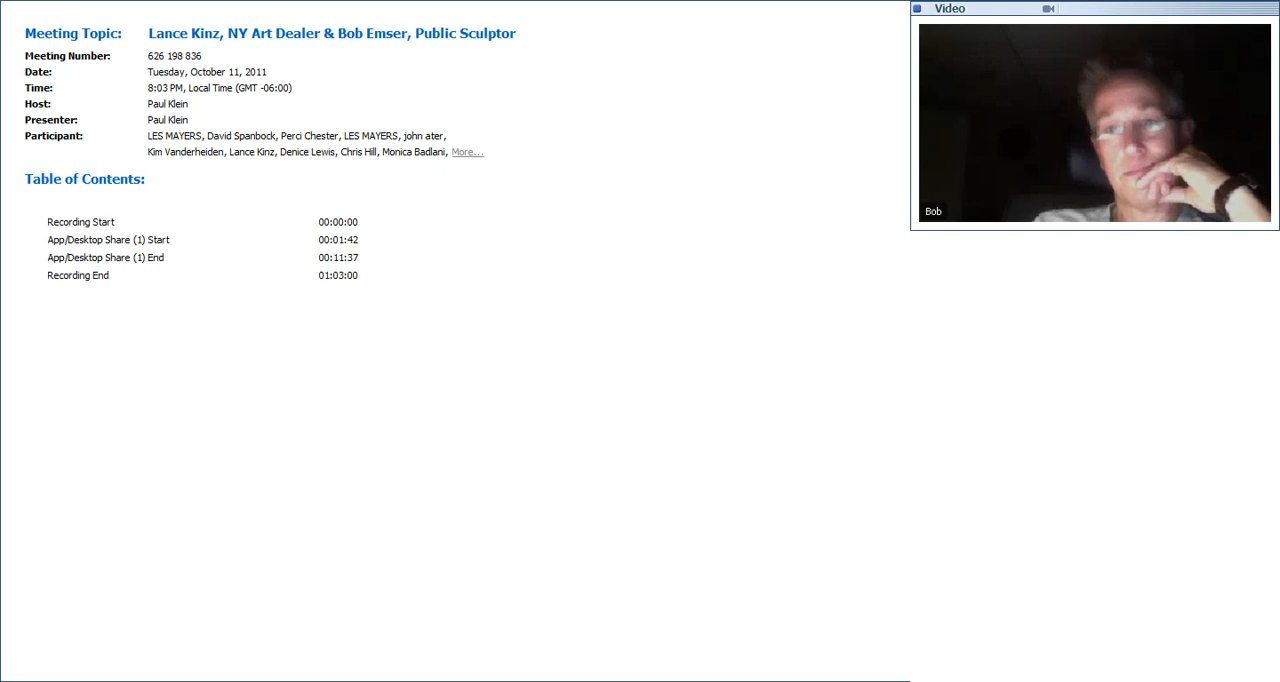 Meeting Topic: Lance Kinz, NY Art Dealer & Bob Emser, Public Sculptor
Meeting Number: 626 198 836
Date: Tuesday, October 11, 2011
Time: 8:03 PM, Local Time (GMT -06:00)
Host: Paul Klein
Presenter: Paul Klein
Participant: LES MAYERS, David Spanbock, Perci Chester, LES MAYERS, john ater,
Kim Vanderheiden, Lance Kinz, Denice Lewis, Chris Hill, Monica Badlani, More...
Table of Contents:
Recording Start 00:00:00
App/Desktop Share (1) Start 00:01:42
App/Desktop Share (1) End 00:11:37
Recording End 01:03:00
Video
Bob